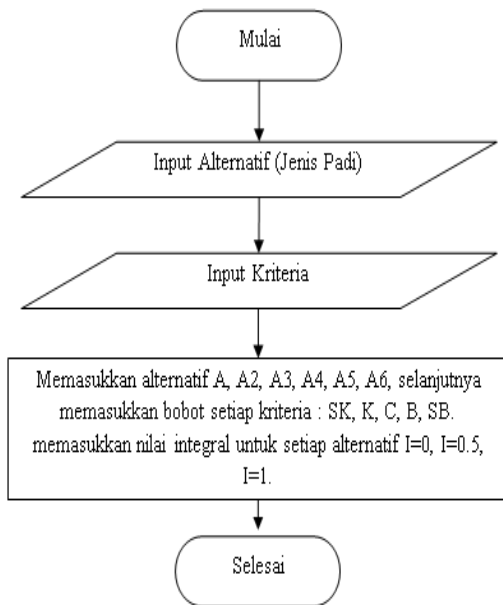 Mulai
Input Alternatif (Jenis Padi)
Input Kriteria
Memasukkan alternatif A, A2, A3, A4, A5, A6, selanjutnya
memasukkan bobot setiap kriteria : SK, K, C, B, SB.
memasukkan nilai integral untuk setiap alternatif I=0, I=0.5,
I=1.
Selesai